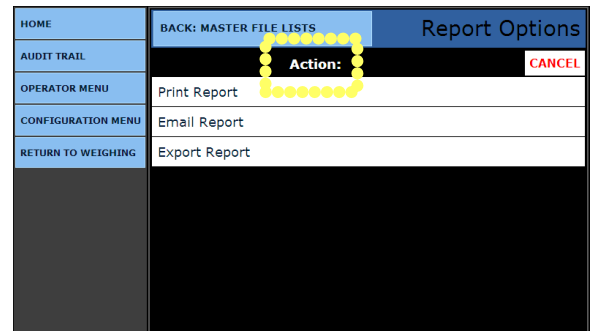 HOME
AUDIT TRAIL
OPERATOR MENU
CONFIGURATION MENU
RETURN TO WEIGHING
BACK: MASTER FILE LISTS
Report Options
Action:
CANCEL
Print Report
Email Report
Export Report